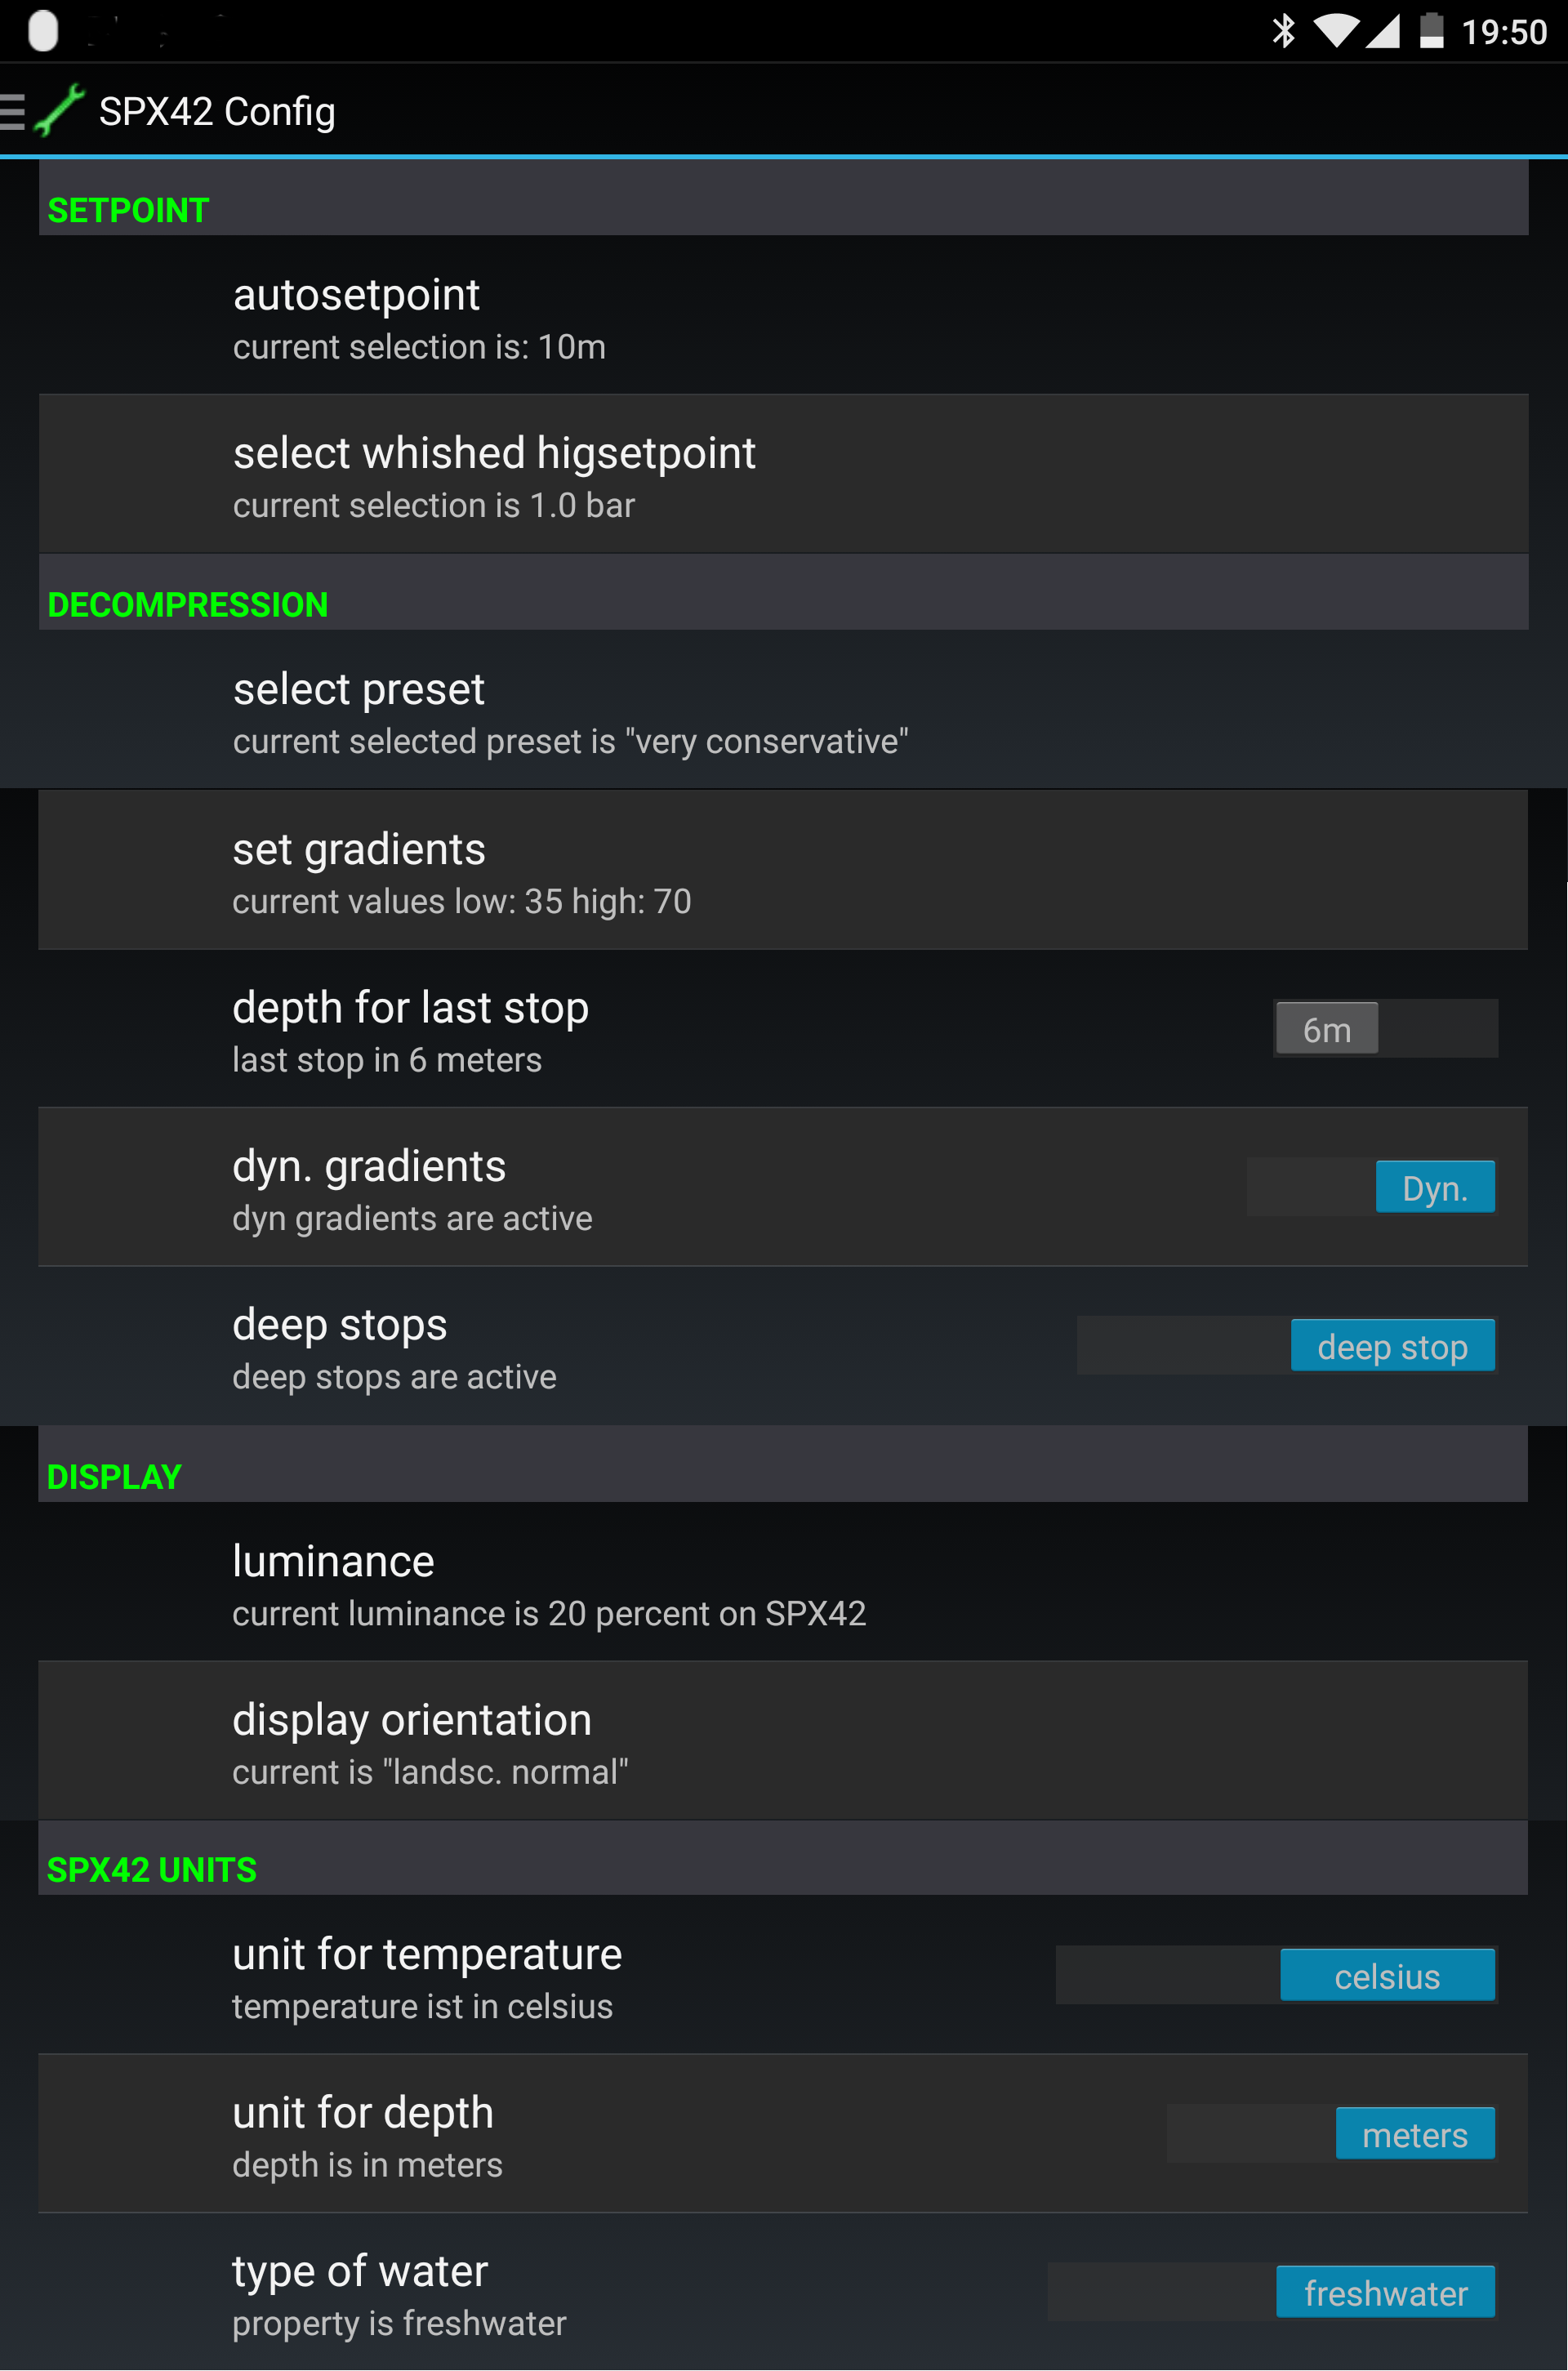 19:50
SPX42 Config
SETPOINT
autosetpoint
current selection is: 10m
select whished higsetpoint
current selection is 1.0 bar
DECOMPRESSION
select preset
current selected preset is "very conservative"
set gradients
current values low: 35 high: 70
depth for last stop
6m
last stop in 6 meters
dyn. gradients
Dyn.
dyn gradients are active
deep stops
deep stop
deep stops are active
DISPLAY
luminance
current luminance is 20 percent on SPX42
display orientation
current is "landsc. normal"
SPX42 UNITS
unit for temperature
celsius
temperature ist in celsius
unit for depth
meters
depth is in meters
type of water
freshwater
property is freshwater